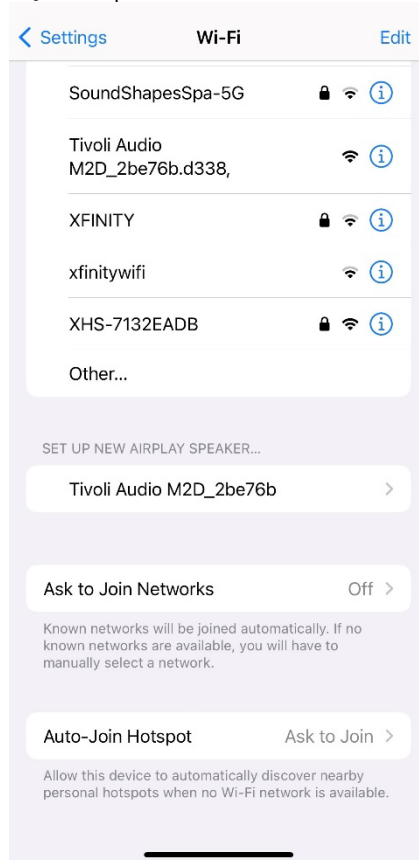 Settings
Wi-Fi
Edit
SoundShapesSpa-5G
Tivoli Audio
M2D_2be76b.d338,
XFINITY
xfinitywifi
XHS-7132EADB
Other...
SET UP NEW AIRPLAY SPEAKER...
Tivoli Audio M2D_2be76b
Ask to Join Networks Off
Known networks will be joined automatically. If no
known networks are available, you will have to
manually select a network.
Auto-Join Hotspot Ask to Join
Allow this device to automatically discover nearby
personal hotspots when no Wi-Fi network is available.